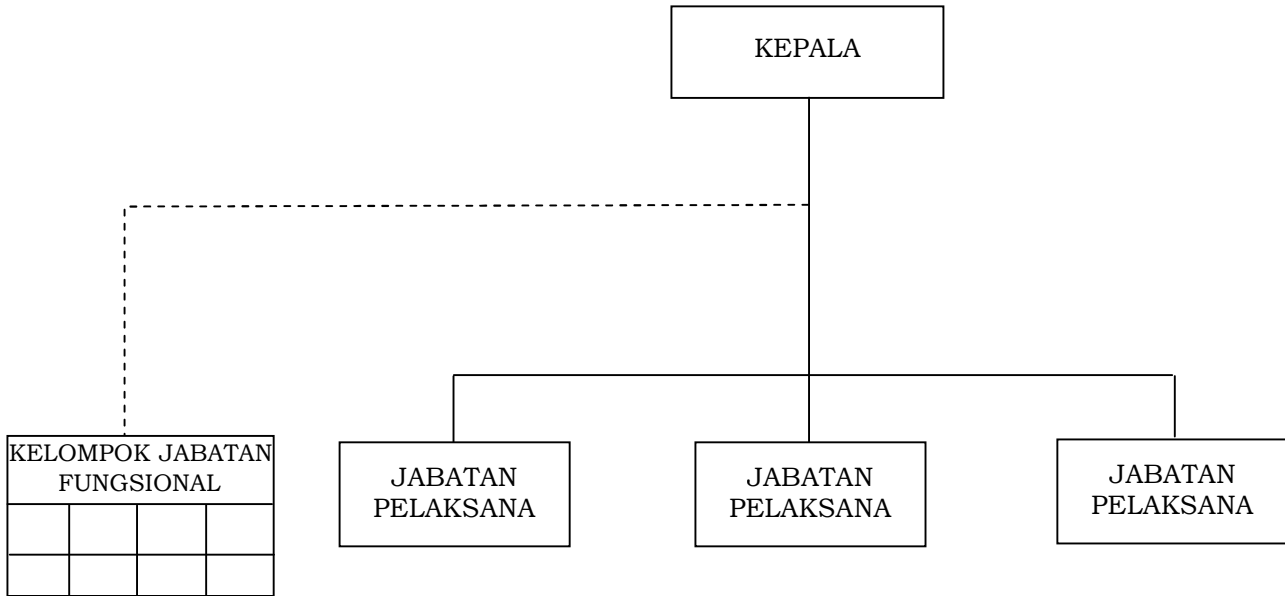 KEPALA
KELOMPOK JABATAN
FUNGSIONAL
JABATAN
PELAKSANA
JABATAN
PELAKSANA
JABATAN
PELAKSANA